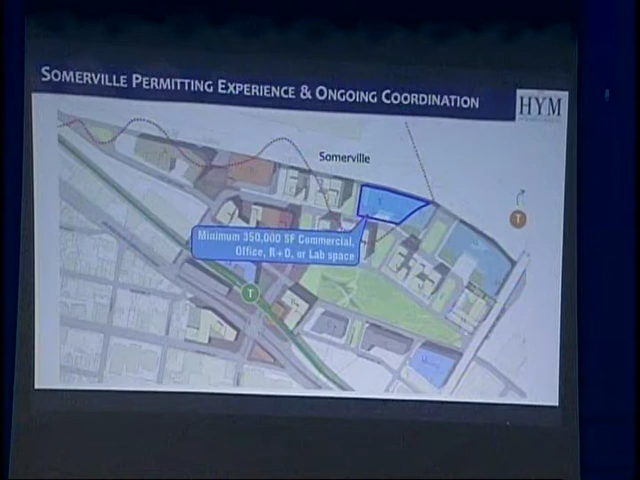 SOMERVILLE PERMITTING EXPERIENCE & ONGOING COORDINATION
HYM
Somerville
T
Minimum 350,000 SF Commercial,
Office, R+D, or Lab space
T